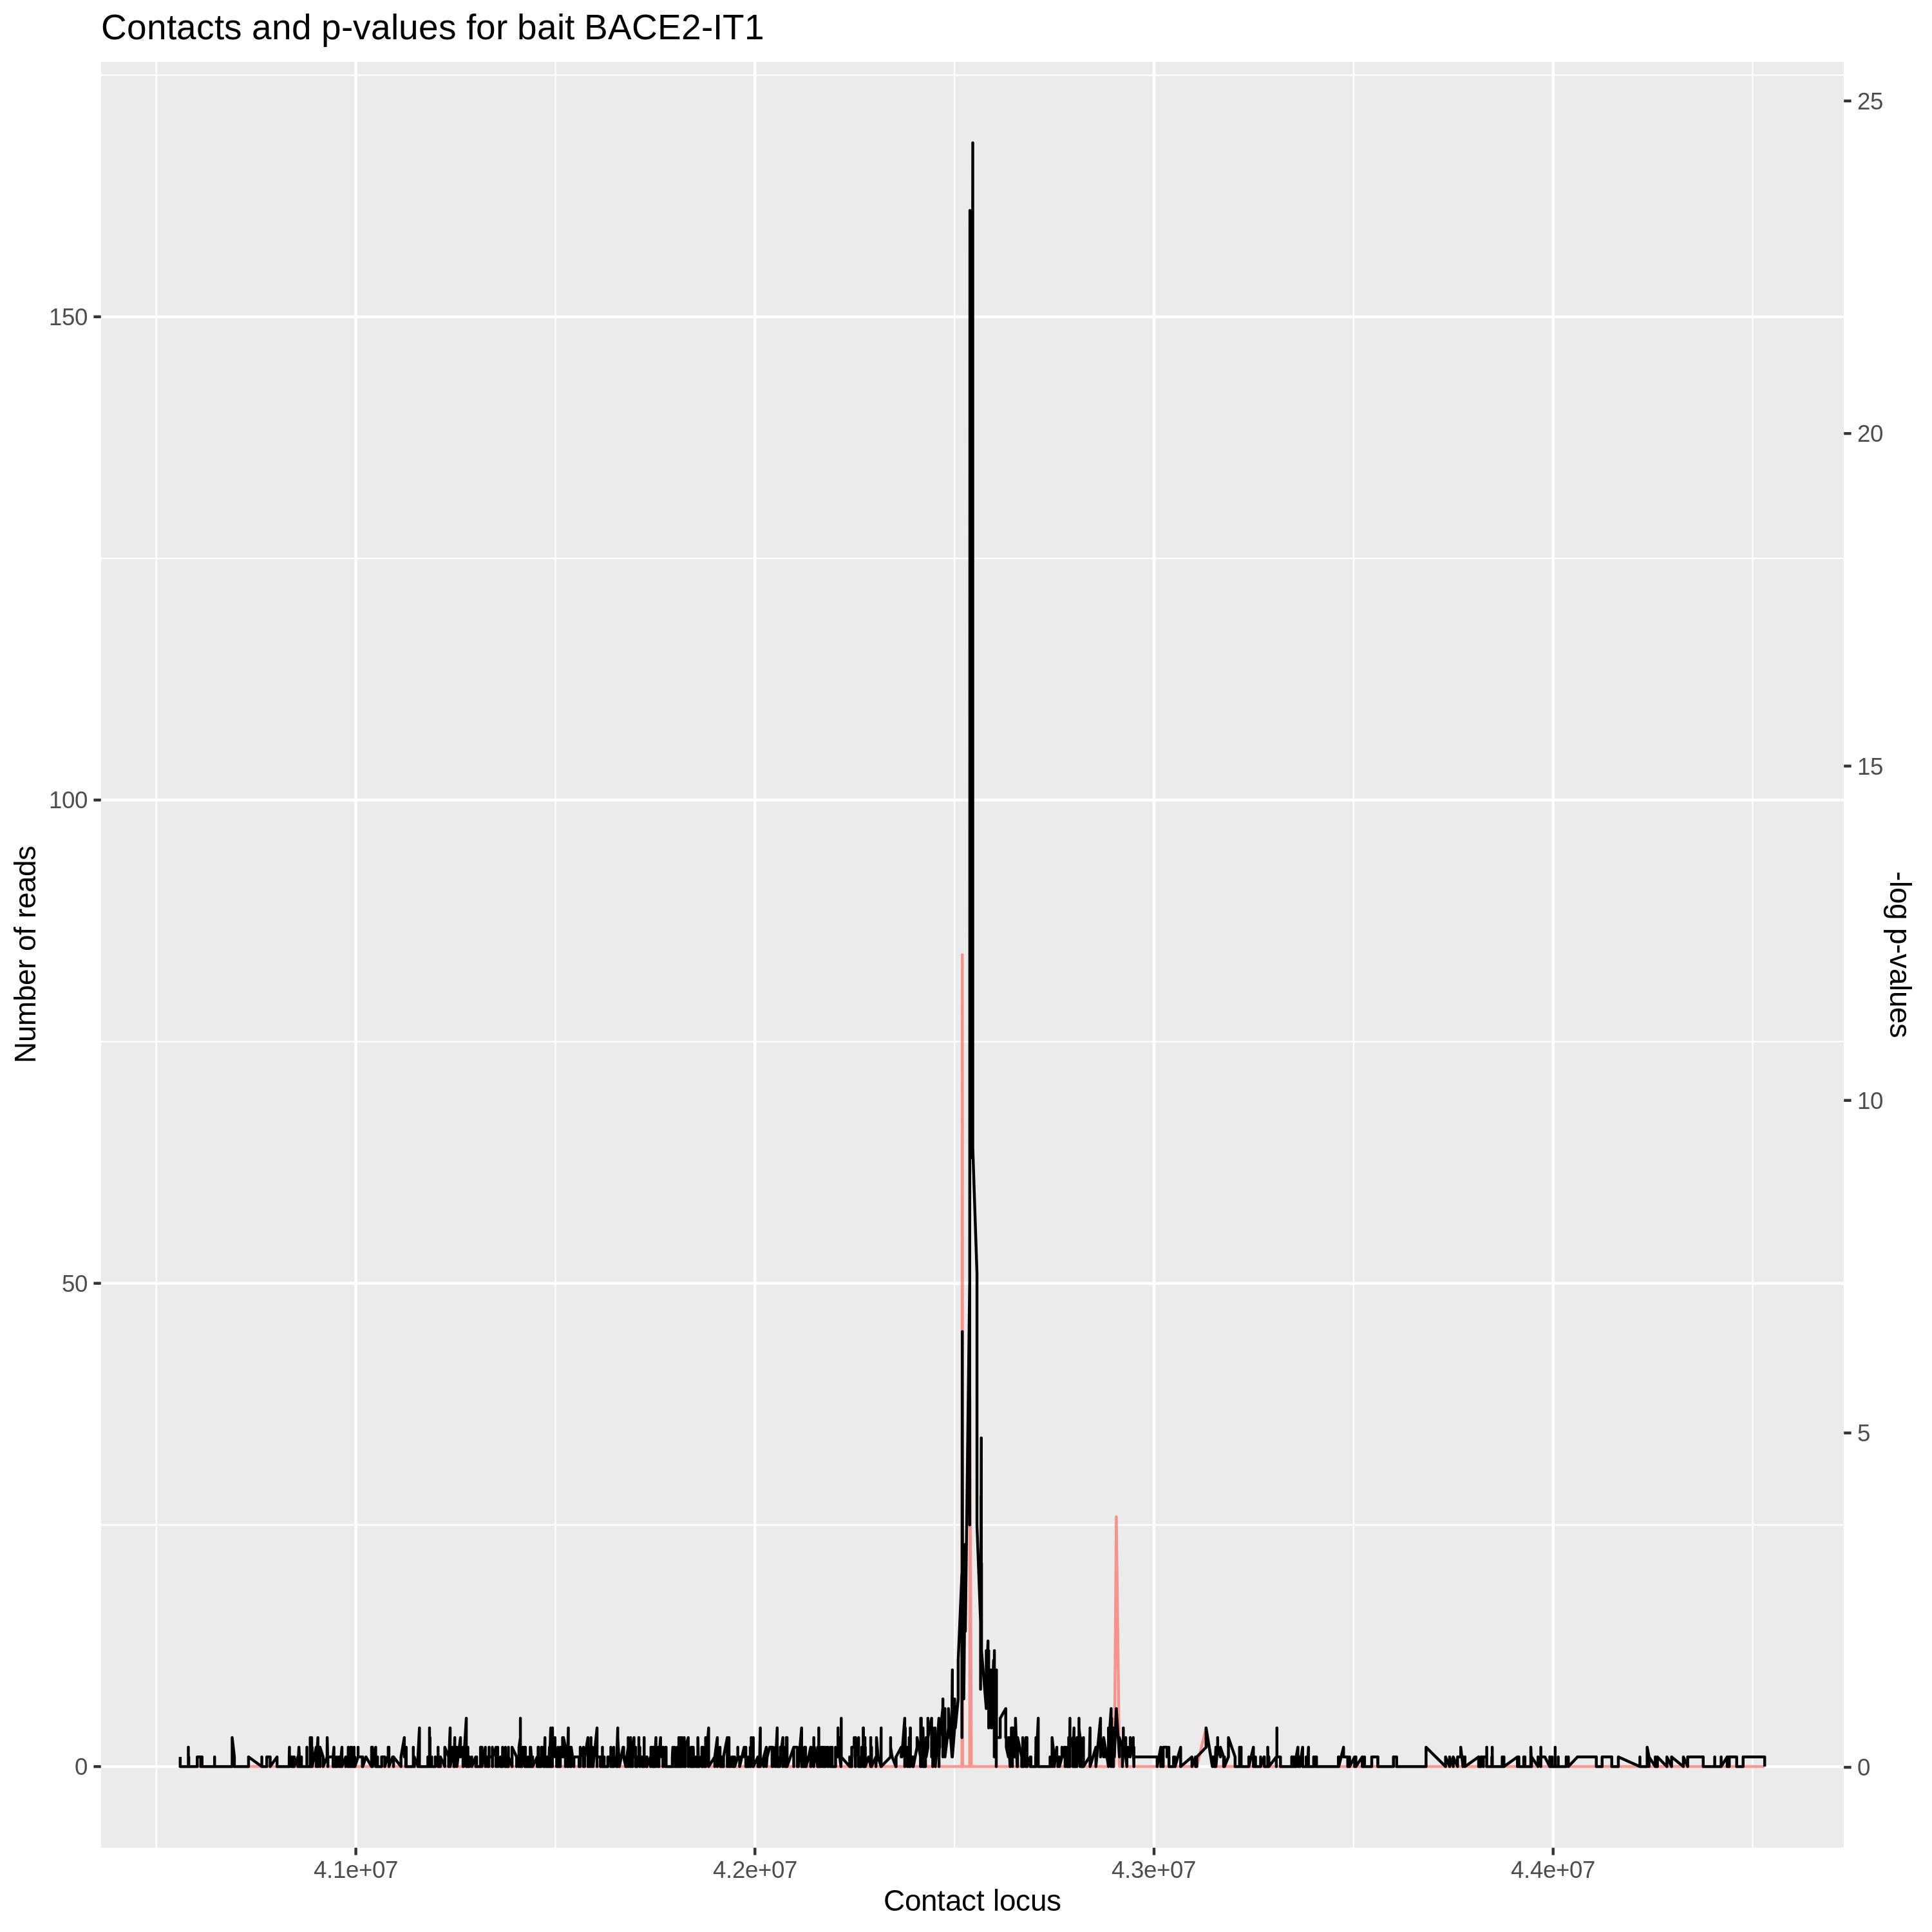 Contacts and p-values for bait BACE2-IT1
Number of reads
150
100
50
0
25
20
15
10
5
0
-log p-values
4.1e+07
4.2e+07
4.3e+07
4.4e+07
Contact locus